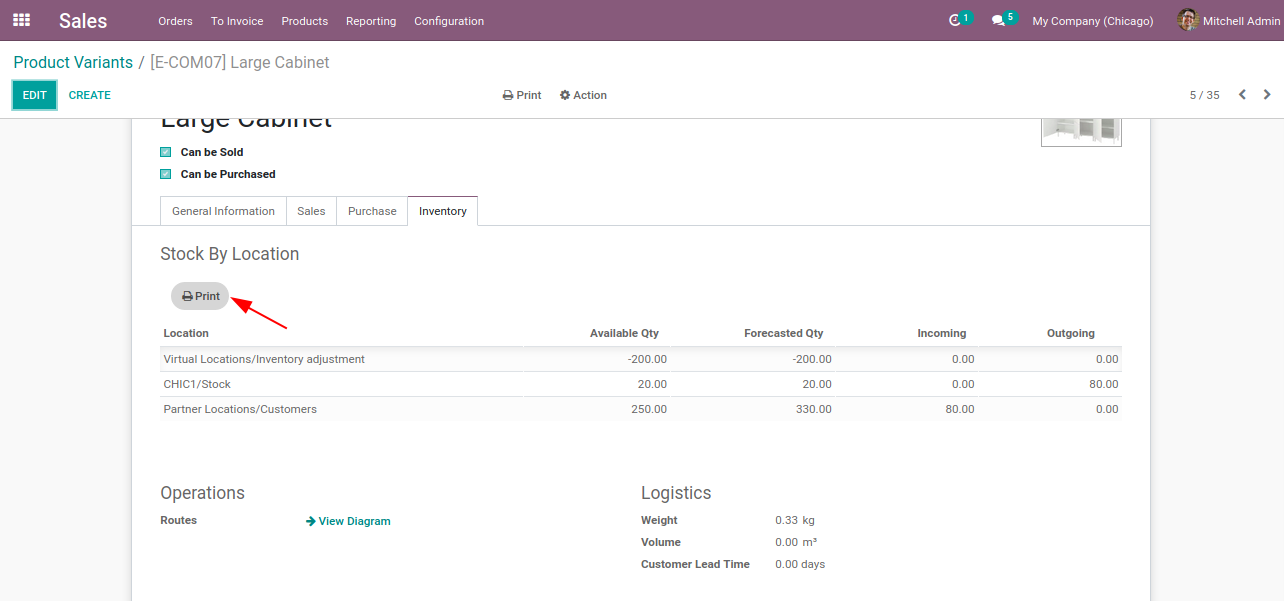 Sales Orders To Invoice Products Reporting Configuration 1 5 My Company (Chicago) Mitchell Admin
Product Variants / [E-COM07] Large Cabinet
EDIT CREATE Print Action 5 / 35
Large Cabinet
Can be Sold
Can be Purchased
General Information Sales Purchase Inventory
Stock By Location
Print
Location Available Qty Forecasted Qty Incoming Outgoing
Virtual Locations/Inventory adjustment -200.00 -200.00 0.00 0.00
CHIC1/Stock 20.00 20.00 0.00 80.00
Partner Locations/Customers 250.00 330.00 80.00 0.00
Operations Logistics
Routes View Diagram Weight 0.33 kg
Volume 0.00 m³
Customer Lead Time 0.00 days